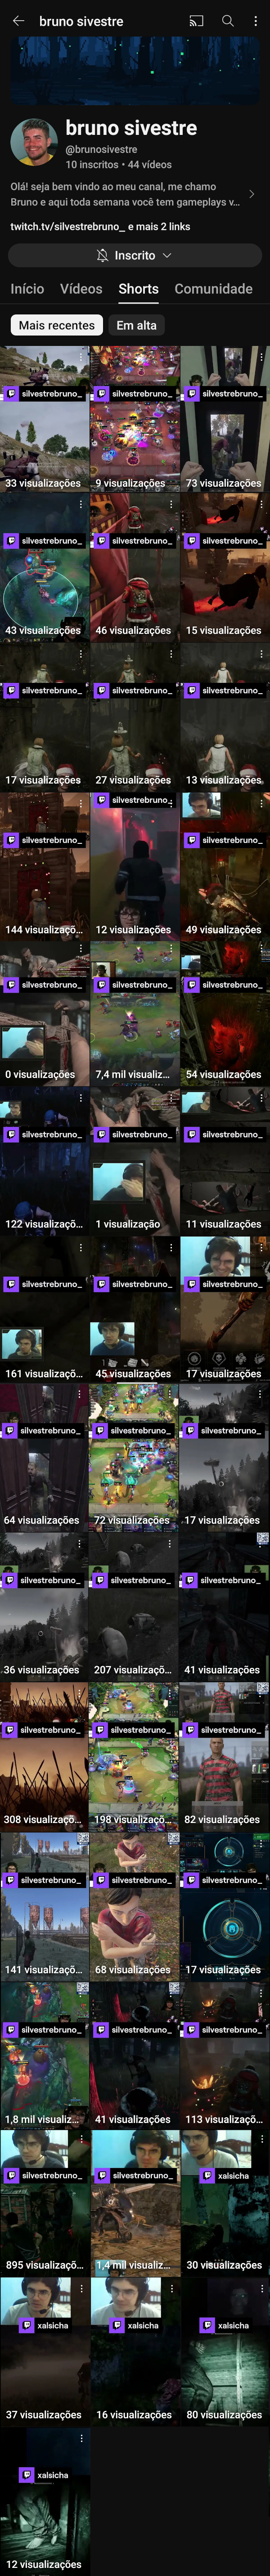 bruno sivestre
bruno sivestre
@brunosivestre
10 inscritos • 44 vídeos
Olá! seja bem vindo ao meu canal, me chamo
Bruno e aqui toda semana você tem gameplays v...
twitch.tv/silvestrebruno_ e mais 2 links
Inscrito
Início Vídeos Shorts Comunidade
Mais recentes Em alta
silvestrebruno_ silvestrebruno_ silvestrebruno_
33 visualizações 9 visualizações 73 visualizações
silvestrebruno_ silvestrebruno_ silvestrebruno_
43 visualizações 46 visualizações 15 visualizações
silvestrebruno_ silvestrebruno_ silvestrebruno_
17 visualizações 27 visualizações 13 visualizações
silvestrebruno_
silvestrebruno_ silvestrebruno_
144 visualizaçõ... 12 visualizações 49 visualizações
silvestrebruno_ silvestrebruno_ silvestrebruno_
0 visualizações 7,4 mil visualiz... 54 visualizações
silvestrebruno_ silvestrebruno_ silvestrebruno_
122 visualizaçõ... 1 visualização 11 visualizações
silvestrebruno_ silvestrebruno_ silvestrebruno_
161 visualizaçõ... 45 visualizações 17 visualizações
silvestrebruno_ silvestrebruno_ silvestrebruno_
64 visualizações 72 visualizações 17 visualizações
silvestrebruno_ silvestrebruno_ silvestrebruno_
36 visualizações 207 visualizaçõ... 41 visualizações
silvestrebruno_ silvestrebruno_ silvestrebruno_
308 visualizaçõ... 198 visualizaçõ... 82 visualizações
silvestrebruno_ silvestrebruno_ silvestrebruno_
141 visualizaçõ... 68 visualizações 17 visualizações
silvestrebruno_ silvestrebruno_ silvestrebruno_
1,8 mil visualiz... 41 visualizações 113 visualizaçõ...
silvestrebruno_ silvestrebruno_ xalsicha
895 visualizaçõ... 1,4 mil visualiz... 30 visualizações
xalsicha xalsicha xalsicha
37 visualizações 16 visualizações 80 visualizações
xalsicha
12 visualizações